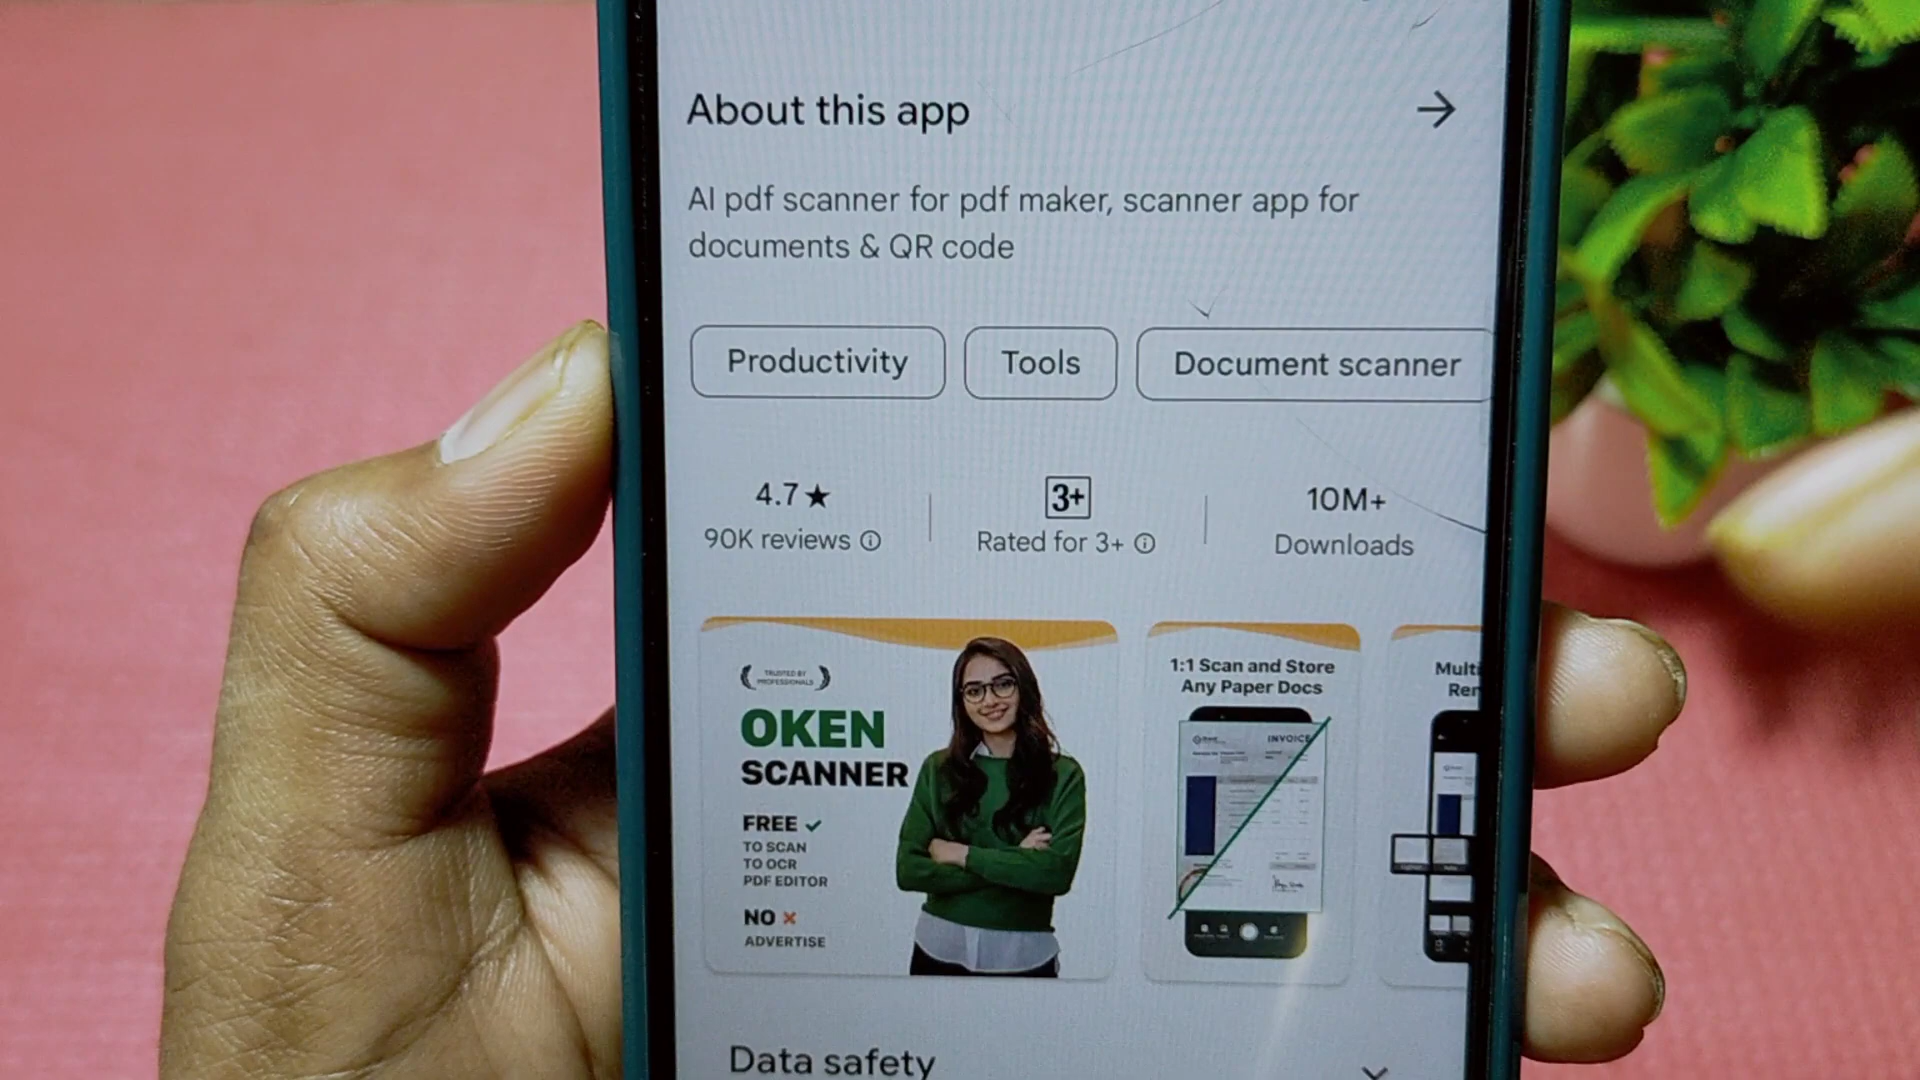 About this app
AI pdf scanner for pdf maker, scanner app for
documents & QR code
Productivity
Tools
Document scanner
4.7★
90K reviews
3+
Rated for 3+
10M+
Downloads
TRUSTED BY
PROFESSIONALS
OKEN
SCANNER
FREE ✓
TO SCAN
TO OCR
PDF EDITOR
NO ×
ADVERTISE
1:1 Scan and Store
Any Paper Docs
INVOICE
Multi
Ren
Data safety